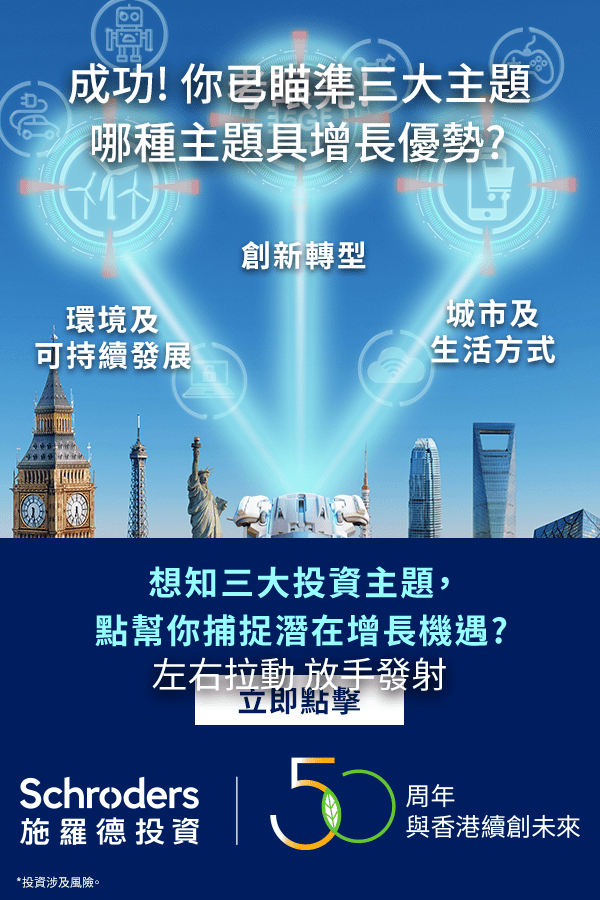 成功! 你已瞄準三大主題
哪種主題具增長優勢?
創新轉型
環境及
可持續發展
城市及
生活方式
想知三大投資主題，
點幫你捕捉潛在增長機遇?
左右拉動 放手發射
立即點擊
Schroders
施羅德投資
50
周年
與香港續創未來
*投資涉及風險。